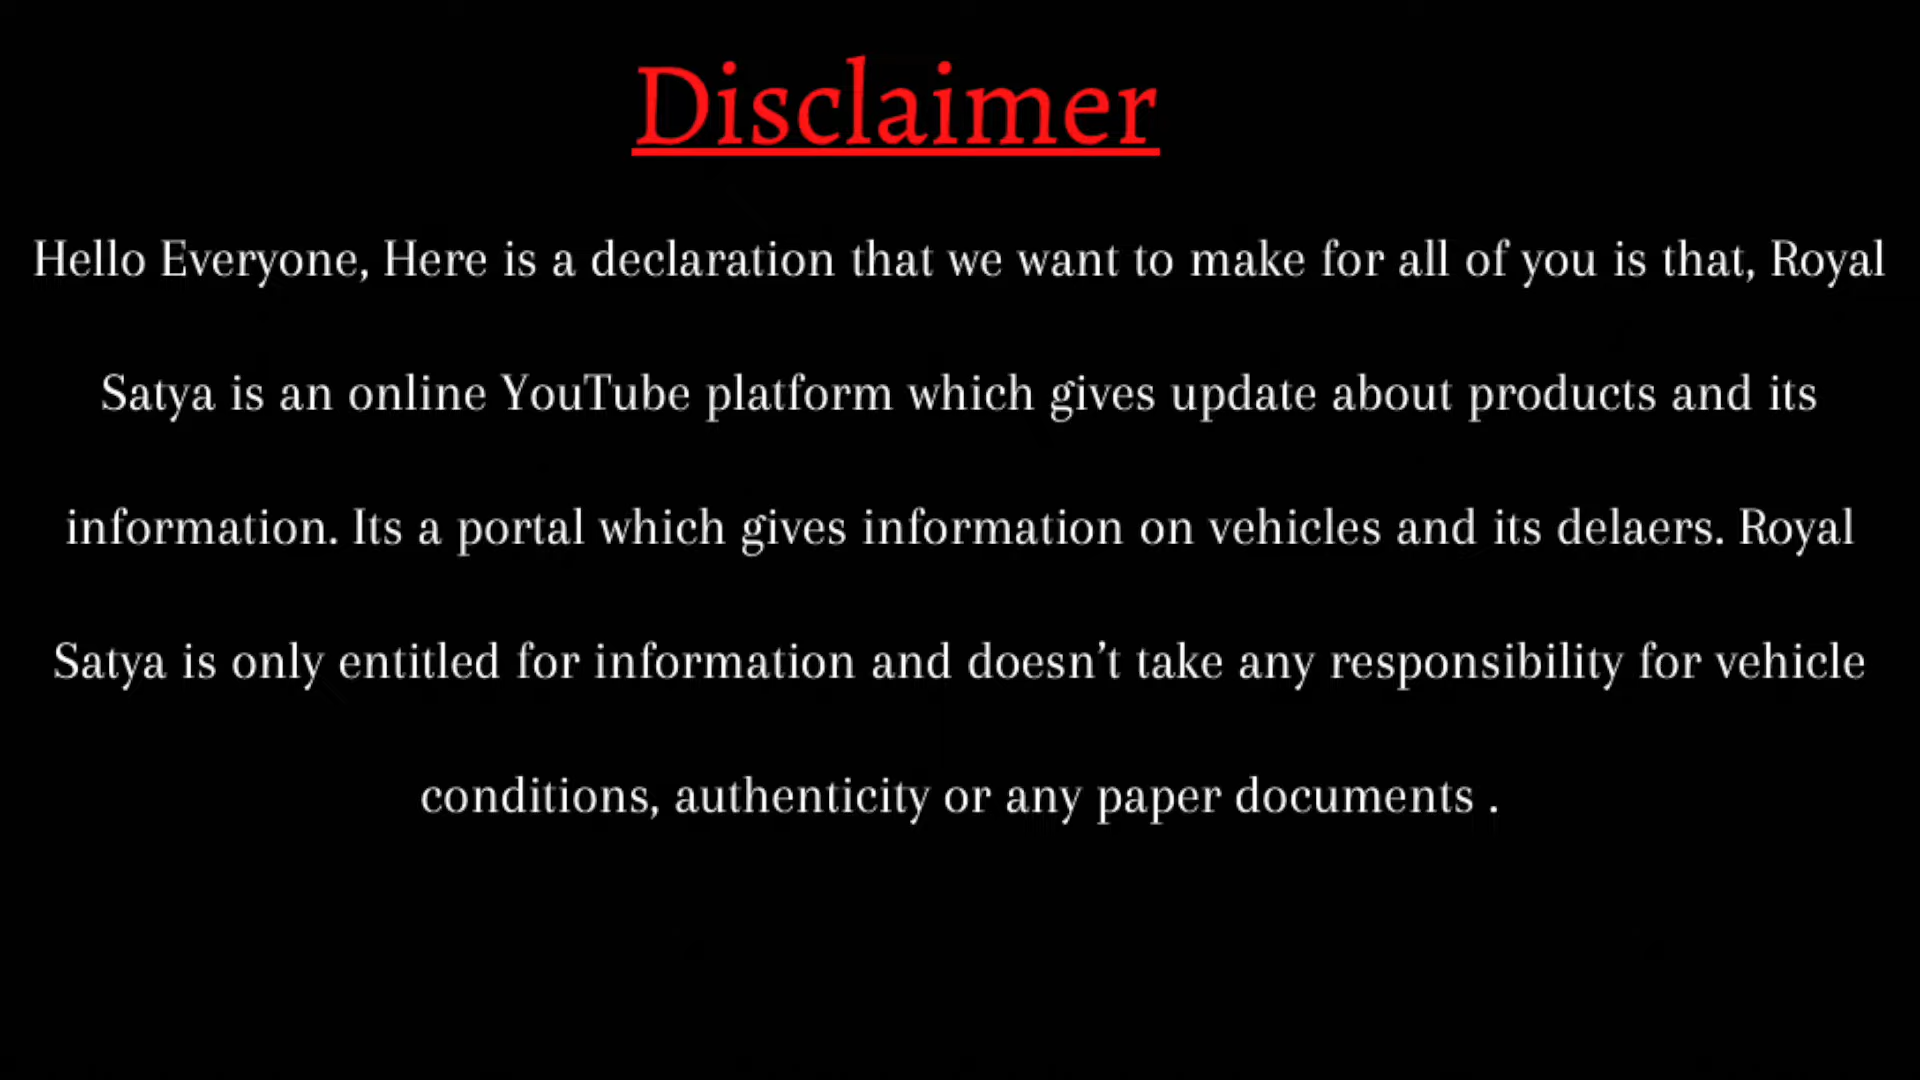 Disclaimer
Hello Everyone, Here is a declaration that we want to make for all of you is that, Royal
Satya is an online YouTube platform which gives update about products and its
information. Its a portal which gives information on vehicles and its delaers. Royal
Satya is only entitled for information and doesn’t take any responsibility for vehicle
conditions, authenticity or any paper documents .